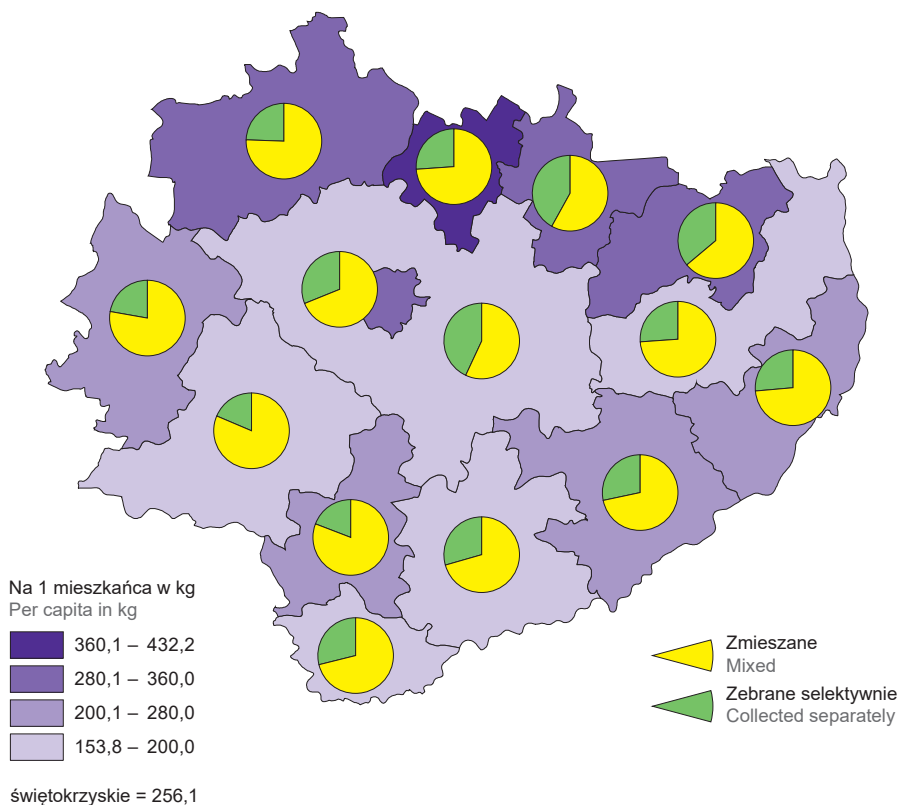 Na 1 mieszkańca w kg
Per capita in kg
360,1 – 432,2
280,1 – 360,0
200,1 – 280,0
153,8 – 200,0
świętokrzyskie = 256,1
Zmieszane
Mixed
Zebrane selektywnie
Collected separately